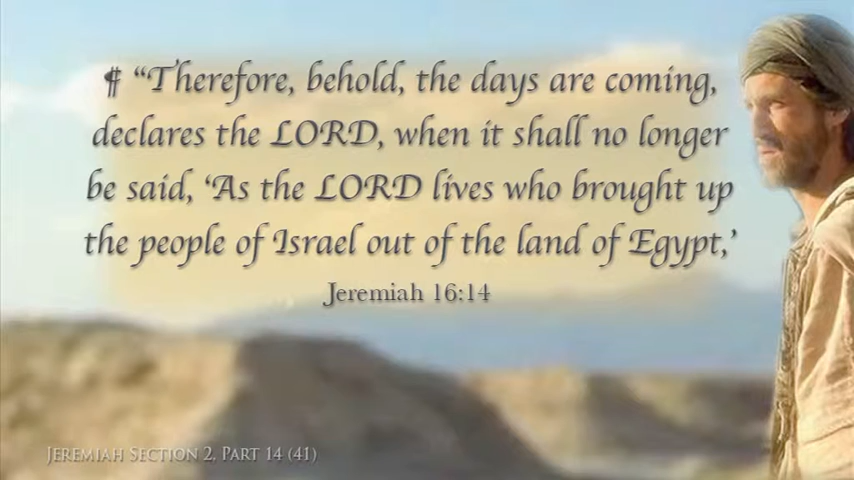 ¶ “Therefore, behold, the days are coming,
declares the LORD, when it shall no longer
be said, ‘As the LORD lives who brought up
the people of Israel out of the land of Egypt,’
Jeremiah 16:14
Jeremiah Section 2, Part 14 (41)